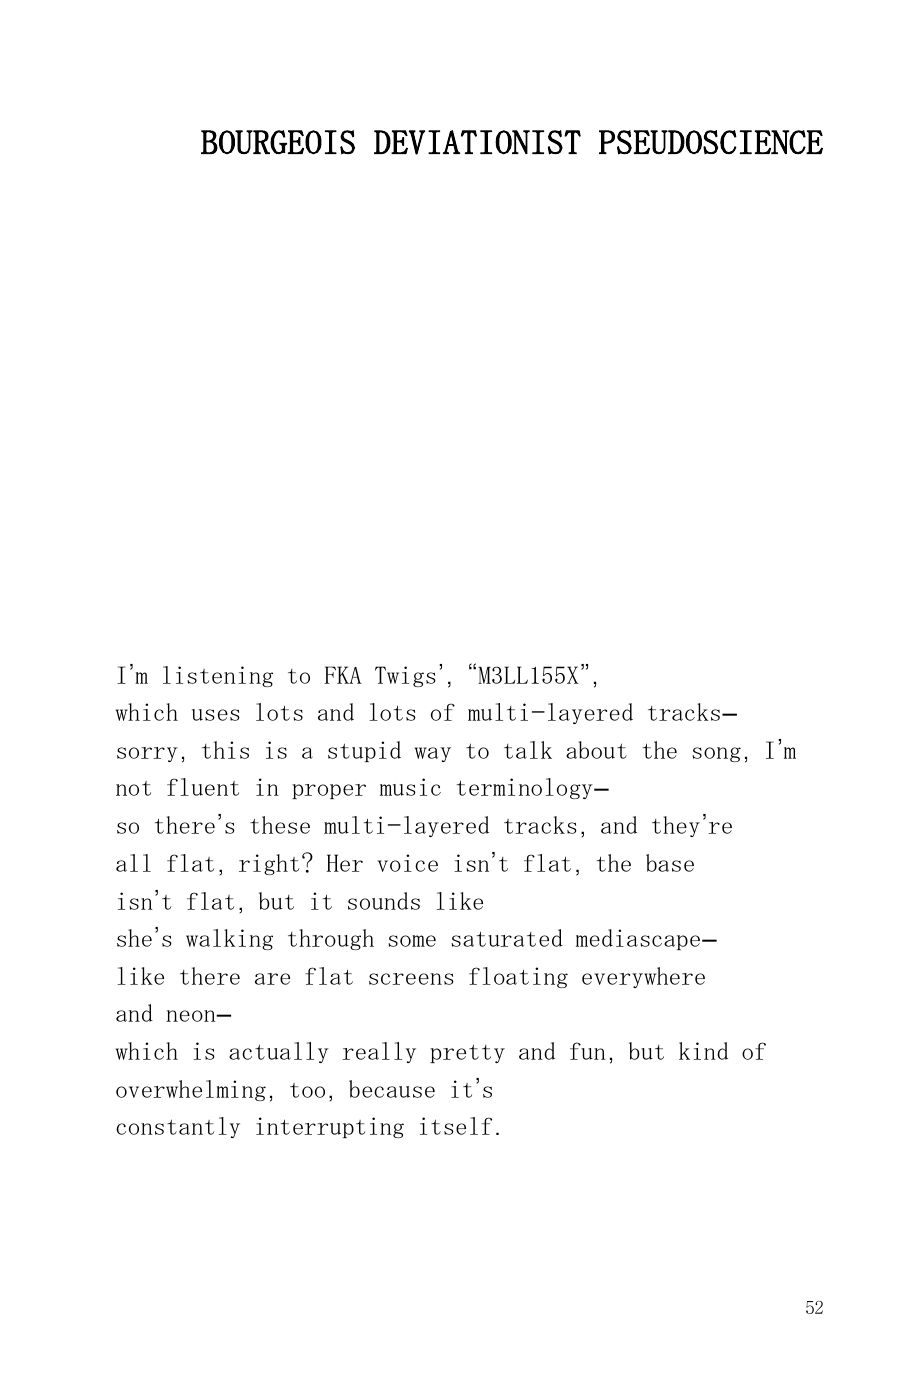 BOURGEOIS DEVIATIONIST PSEUDOSCIENCE
I’m listening to FKA Twigs’, “M3LL155X”,
which uses lots and lots of multi-layered tracks—
sorry, this is a stupid way to talk about the song, I’m
not fluent in proper music terminology—
so there’s these multi-layered tracks, and they’re
all flat, right? Her voice isn’t flat, the base
isn’t flat, but it sounds like
she’s walking through some saturated mediascape—
like there are flat screens floating everywhere
and neon—
which is actually really pretty and fun, but kind of
overwhelming, too, because it’s
constantly interrupting itself.
52